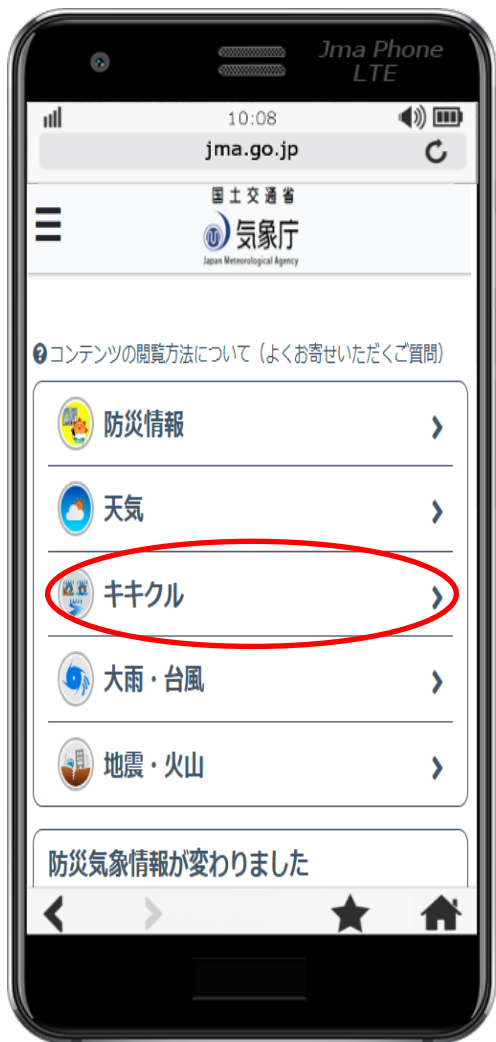 Jma Phone
LTE
10:08
jma.go.jp
国土交通省
気象庁
Japan Meteorological Agency
コンテンツの閲覧方法について（よくお寄せいただくご質問）
防災情報
天気
キキクル
大雨・台風
地震・火山
防災気象情報が変わりました